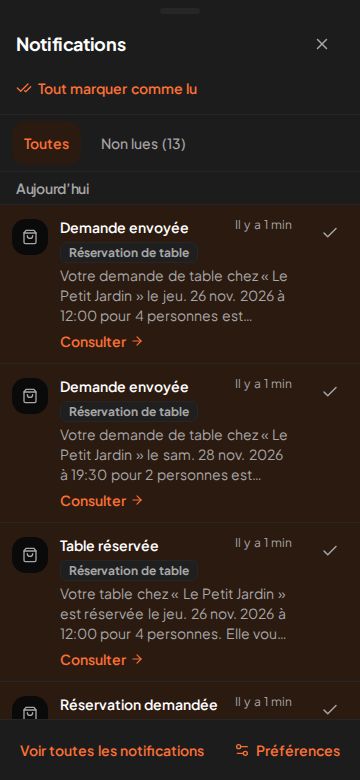 Notifications
Tout marquer comme lu
Toutes
Non lues (13)
Aujourd'hui
Demande envoyée
Il y a 1 min
Réservation de table
Votre demande de table chez « Le
Petit Jardin » le jeu. 26 nov. 2026 à
12:00 pour 4 personnes est…
Consulter →
Demande envoyée
Il y a 1 min
Réservation de table
Votre demande de table chez « Le
Petit Jardin » le sam. 28 nov. 2026
à 19:30 pour 2 personnes est…
Consulter →
Table réservée
Il y a 1 min
Réservation de table
Votre table chez « Le Petit Jardin »
est réservée le jeu. 26 nov. 2026 à
12:00 pour 4 personnes. Elle vou…
Consulter →
Réservation demandée
Il y a 1 min
Voir toutes les notifications
Préférences